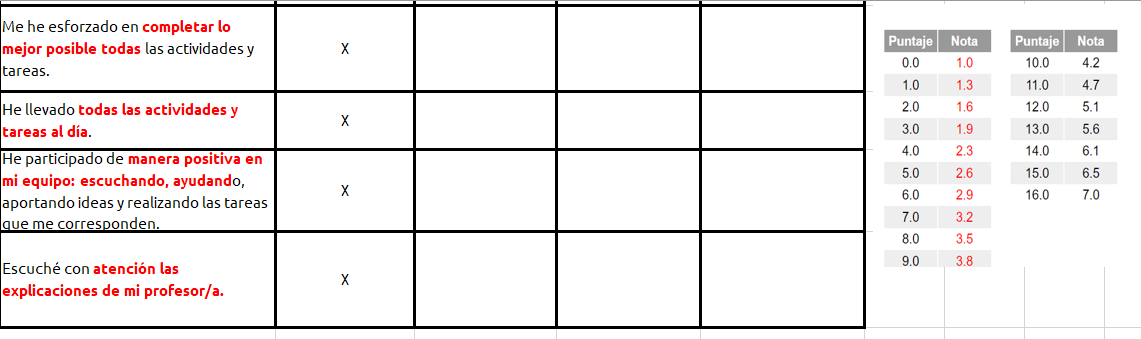 Me he esforzado en completar lo
mejor posible todas las actividades y
tareas.
X
He llevado todas las actividades y
tareas al día.
X
He participado de manera positiva en
mi equipo: escuchando, ayudando,
aportando ideas y realizando las tareas
que me corresponden.
X
Escuché con atención las
explicaciones de mi profesor/a.
X
Puntaje Nota
0.0 1.0
1.0 1.3
2.0 1.6
3.0 1.9
4.0 2.3
5.0 2.6
6.0 2.9
7.0 3.2
8.0 3.5
9.0 3.8
Puntaje Nota
10.0 4.2
11.0 4.7
12.0 5.1
13.0 5.6
14.0 6.1
15.0 6.5
16.0 7.0